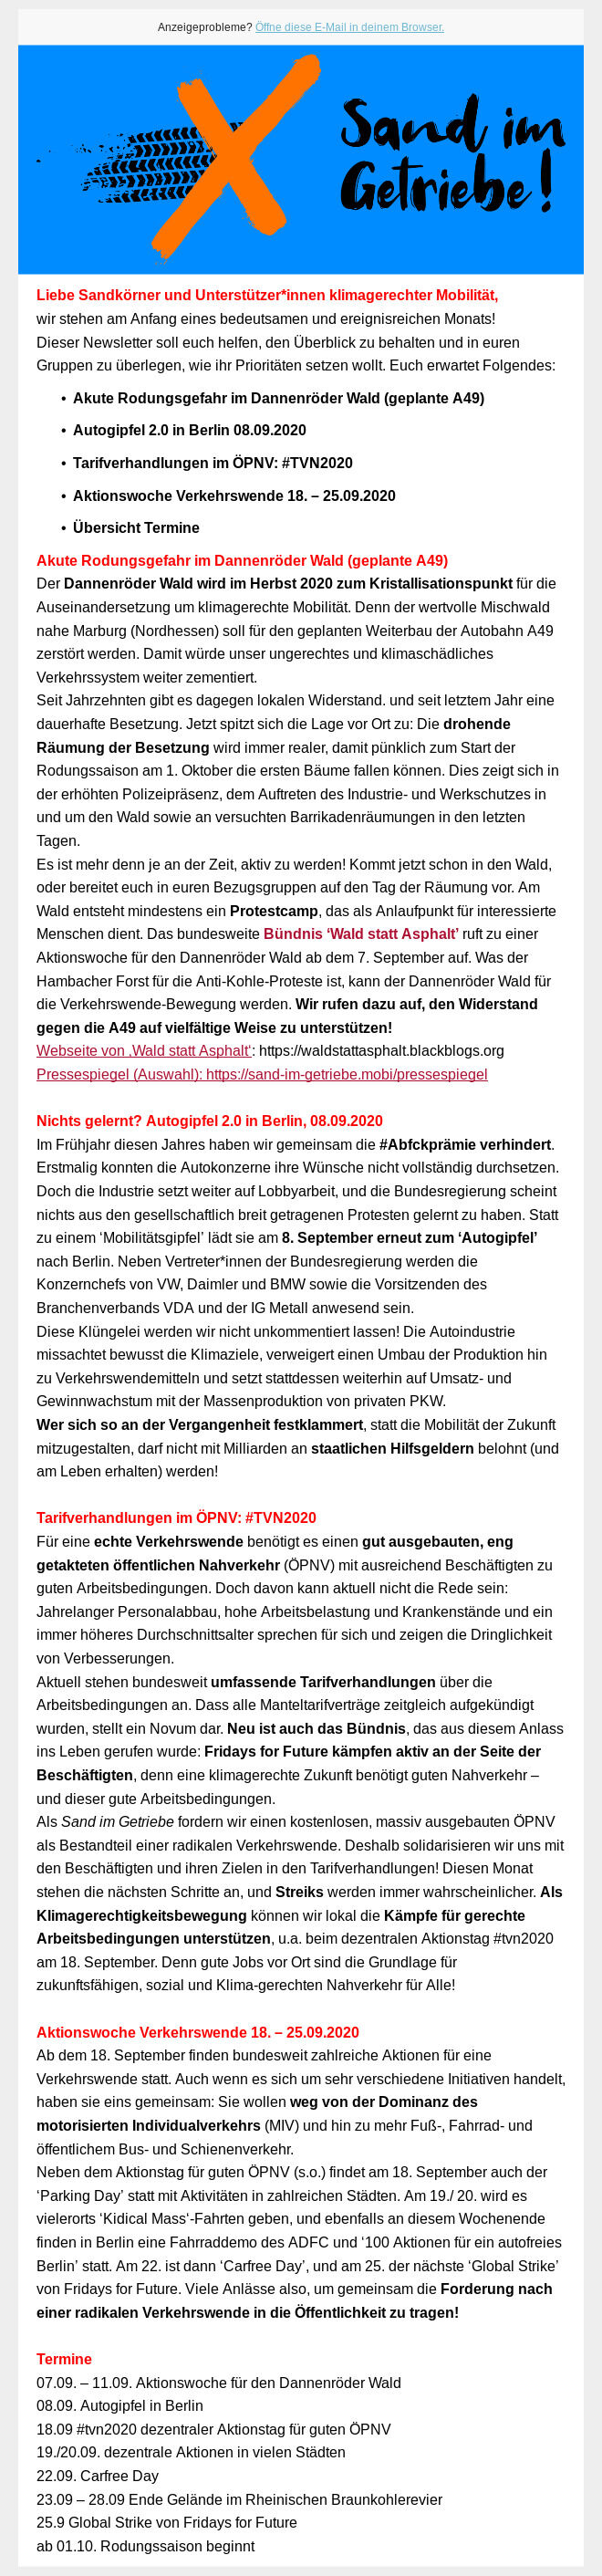 Anzeigeprobleme? Öffne diese E-Mail in deinem Browser.
Sand im
Getriebe!
Liebe Sandkörner und Unterstützer*innen klimagerechter Mobilität,
wir stehen am Anfang eines bedeutsamen und ereignisreichen Monats!
Dieser Newsletter soll euch helfen, den Überblick zu behalten und in euren
Gruppen zu überlegen, wie ihr Prioritäten setzen wollt. Euch erwartet Folgendes:
• Akute Rodungsgefahr im Dannenröder Wald (geplante A49)
• Autogipfel 2.0 in Berlin 08.09.2020
• Tarifverhandlungen im ÖPNV: #TVN2020
• Aktionswoche Verkehrswende 18. – 25.09.2020
• Übersicht Termine
Akute Rodungsgefahr im Dannenröder Wald (geplante A49)
Der Dannenröder Wald wird im Herbst 2020 zum Kristallisationspunkt für die
Auseinandersetzung um klimagerechte Mobilität. Denn der wertvolle Mischwald
nahe Marburg (Nordhessen) soll für den geplanten Weiterbau der Autobahn A49
zerstört werden. Damit würde unser ungerechtes und klimaschädliches
Verkehrssystem weiter zementiert.
Seit Jahrzehnten gibt es dagegen lokalen Widerstand. und seit letztem Jahr eine
dauerhafte Besetzung. Jetzt spitzt sich die Lage vor Ort zu: Die drohende
Räumung der Besetzung wird immer realer, damit pünklich zum Start der
Rodungssaison am 1. Oktober die ersten Bäume fallen können. Dies zeigt sich in
der erhöhten Polizeipräsenz, dem Auftreten des Industrie- und Werkschutzes in
und um den Wald sowie an versuchten Barrikadenräumungen in den letzten
Tagen.
Es ist mehr denn je an der Zeit, aktiv zu werden! Kommt jetzt schon in den Wald,
oder bereitet euch in euren Bezugsgruppen auf den Tag der Räumung vor. Am
Wald entsteht mindestens ein Protestcamp, das als Anlaufpunkt für interessierte
Menschen dient. Das bundesweite Bündnis ‘Wald statt Asphalt’ ruft zu einer
Aktionswoche für den Dannenröder Wald ab dem 7. September auf. Was der
Hambacher Forst für die Anti-Kohle-Proteste ist, kann der Dannenröder Wald für
die Verkehrswende-Bewegung werden. Wir rufen dazu auf, den Widerstand
gegen die A49 auf vielfältige Weise zu unterstützen!
Webseite von ‚Wald statt Asphalt‘: https://waldstattasphalt.blackblogs.org
Pressespiegel (Auswahl): https://sand-im-getriebe.mobi/pressespiegel
Nichts gelernt? Autogipfel 2.0 in Berlin, 08.09.2020
Im Frühjahr diesen Jahres haben wir gemeinsam die #Abfckprämie verhindert.
Erstmalig konnten die Autokonzerne ihre Wünsche nicht vollständig durchsetzen.
Doch die Industrie setzt weiter auf Lobbyarbeit, und die Bundesregierung scheint
nichts aus den gesellschaftlich breit getragenen Protesten gelernt zu haben. Statt
zu einem ‘Mobilitätsgipfel’ lädt sie am 8. September erneut zum ‘Autogipfel’
nach Berlin. Neben Vertreter*innen der Bundesregierung werden die
Konzernchefs von VW, Daimler und BMW sowie die Vorsitzenden des
Branchenverbands VDA und der IG Metall anwesend sein.
Diese Klüngelei werden wir nicht unkommentiert lassen! Die Autoindustrie
missachtet bewusst die Klimaziele, verweigert einen Umbau der Produktion hin
zu Verkehrswendemitteln und setzt stattdessen weiterhin auf Umsatz- und
Gewinnwachstum mit der Massenproduktion von privaten PKW.
Wer sich so an der Vergangenheit festklammert, statt die Mobilität der Zukunft
mitzugestalten, darf nicht mit Milliarden an staatlichen Hilfsgeldern belohnt (und
am Leben erhalten) werden!
Tarifverhandlungen im ÖPNV: #TVN2020
Für eine echte Verkehrswende benötigt es einen gut ausgebauten, eng
getakteten öffentlichen Nahverkehr (ÖPNV) mit ausreichend Beschäftigten zu
guten Arbeitsbedingungen. Doch davon kann aktuell nicht die Rede sein:
Jahrelanger Personalabbau, hohe Arbeitsbelastung und Krankenstände und ein
immer höheres Durchschnittsalter sprechen für sich und zeigen die Dringlichkeit
von Verbesserungen.
Aktuell stehen bundesweit umfassende Tarifverhandlungen über die
Arbeitsbedingungen an. Dass alle Manteltarifverträge zeitgleich aufgekündigt
wurden, stellt ein Novum dar. Neu ist auch das Bündnis, das aus diesem Anlass
ins Leben gerufen wurde: Fridays for Future kämpfen aktiv an der Seite der
Beschäftigten, denn eine klimagerechte Zukunft benötigt guten Nahverkehr –
und dieser gute Arbeitsbedingungen.
Als Sand im Getriebe fordern wir einen kostenlosen, massiv ausgebauten ÖPNV
als Bestandteil einer radikalen Verkehrswende. Deshalb solidarisieren wir uns mit
den Beschäftigten und ihren Zielen in den Tarifverhandlungen! Diesen Monat
stehen die nächsten Schritte an, und Streiks werden immer wahrscheinlicher. Als
Klimagerechtigkeitsbewegung können wir lokal die Kämpfe für gerechte
Arbeitsbedingungen unterstützen, u.a. beim dezentralen Aktionstag #tvn2020
am 18. September. Denn gute Jobs vor Ort sind die Grundlage für
zukunftsfähigen, sozial und Klima-gerechten Nahverkehr für Alle!
Aktionswoche Verkehrswende 18. – 25.09.2020
Ab dem 18. September finden bundesweit zahlreiche Aktionen für eine
Verkehrswende statt. Auch wenn es sich um sehr verschiedene Initiativen handelt,
haben sie eins gemeinsam: Sie wollen weg von der Dominanz des
motorisierten Individualverkehrs (MIV) und hin zu mehr Fuß-, Fahrrad- und
öffentlichem Bus- und Schienenverkehr.
Neben dem Aktionstag für guten ÖPNV (s.o.) findet am 18. September auch der
‘Parking Day’ statt mit Aktivitäten in zahlreichen Städten. Am 19./ 20. wird es
vielerorts ‘Kidical Mass‘-Fahrten geben, und ebenfalls an diesem Wochenende
finden in Berlin eine Fahrraddemo des ADFC und ‘100 Aktionen für ein autofreies
Berlin’ statt. Am 22. ist dann ‘Carfree Day’, und am 25. der nächste ‘Global Strike’
von Fridays for Future. Viele Anlässe also, um gemeinsam die Forderung nach
einer radikalen Verkehrswende in die Öffentlichkeit zu tragen!
Termine
07.09. – 11.09. Aktionswoche für den Dannenröder Wald
08.09. Autogipfel in Berlin
18.09 #tvn2020 dezentraler Aktionstag für guten ÖPNV
19./20.09. dezentrale Aktionen in vielen Städten
22.09. Carfree Day
23.09 – 28.09 Ende Gelände im Rheinischen Braunkohlerevier
25.9 Global Strike von Fridays for Future
ab 01.10. Rodungssaison beginnt